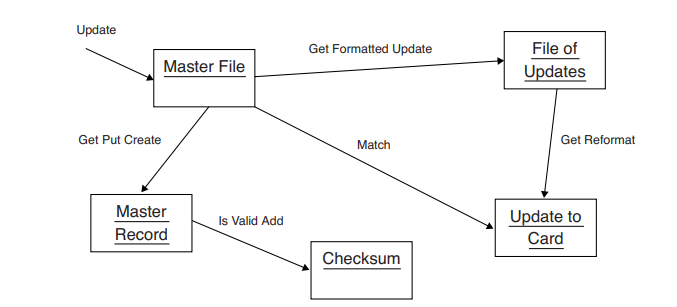 Update
Get Formatted Update
File of
Updates
Master File
Get Put Create
Match
Get Reformat
Master
Record
Is Valid Add
Update to
Card
Checksum